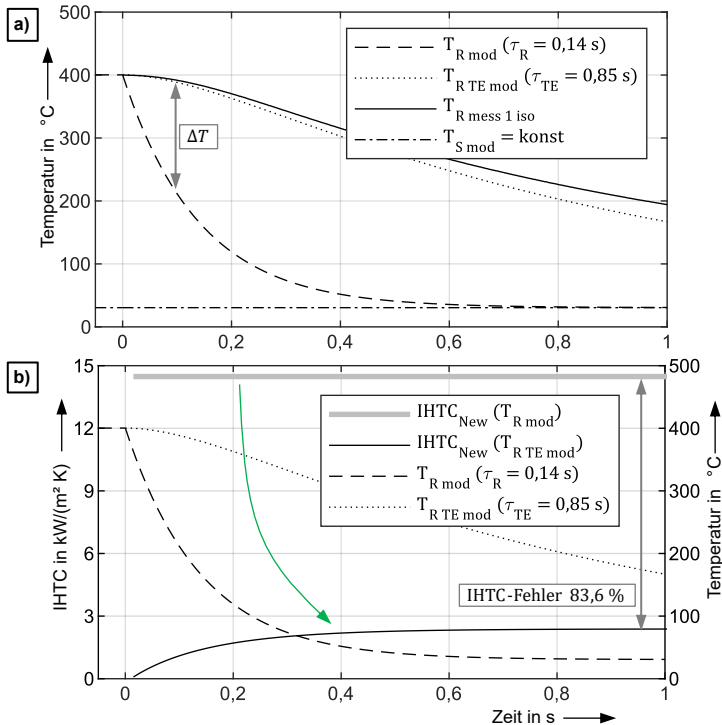 a)
Temperatur in °C
500
400
300
200
100
0
0
0,2
0,4
0,6
0,8
1
T_R mod (τ_R = 0,14 s)
T_R TE mod (τ_TE = 0,85 s)
T_R mess 1 iso
T_S mod = konst
ΔT
b)
IHTC in kW/(m² K)
15
12
9
6
3
0
500
400
300
200
100
0
Temperatur in °C
IHTC_New (T_R mod)
IHTC_New (T_R TE mod)
T_R mod (τ_R = 0,14 s)
T_R TE mod (τ_TE = 0,85 s)
IHTC-Fehler 83,6 %
0
0,2
0,4
0,6
0,8
1
Zeit in s